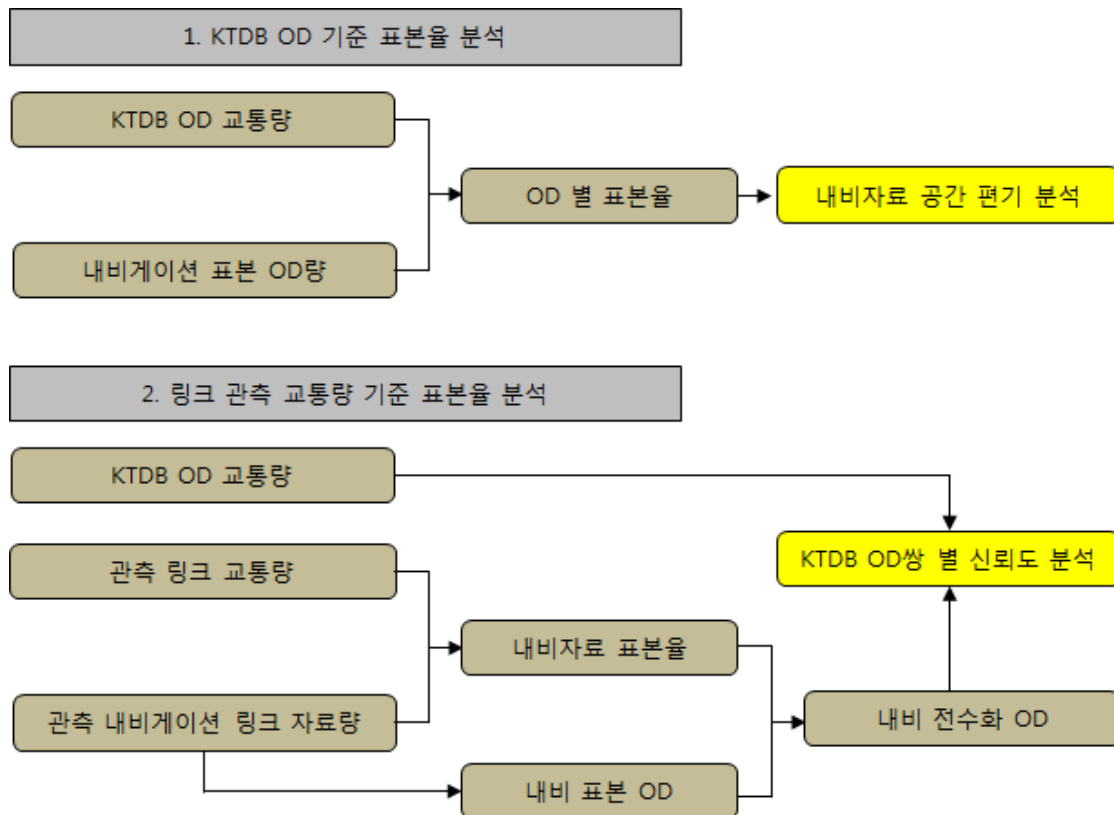 1. KTDB OD 기준 표본율 분석
KTDB OD 교통량
OD 별 표본율
내비자료 공간 편기 분석
내비게이션 표본 OD량
2. 링크 관측 교통량 기준 표본율 분석
KTDB OD 교통량
관측 링크 교통량
KTDB OD쌍 별 신뢰도 분석
내비자료 표본율
관측 내비게이션 링크 자료량
내비 전수화 OD
내비 표본 OD